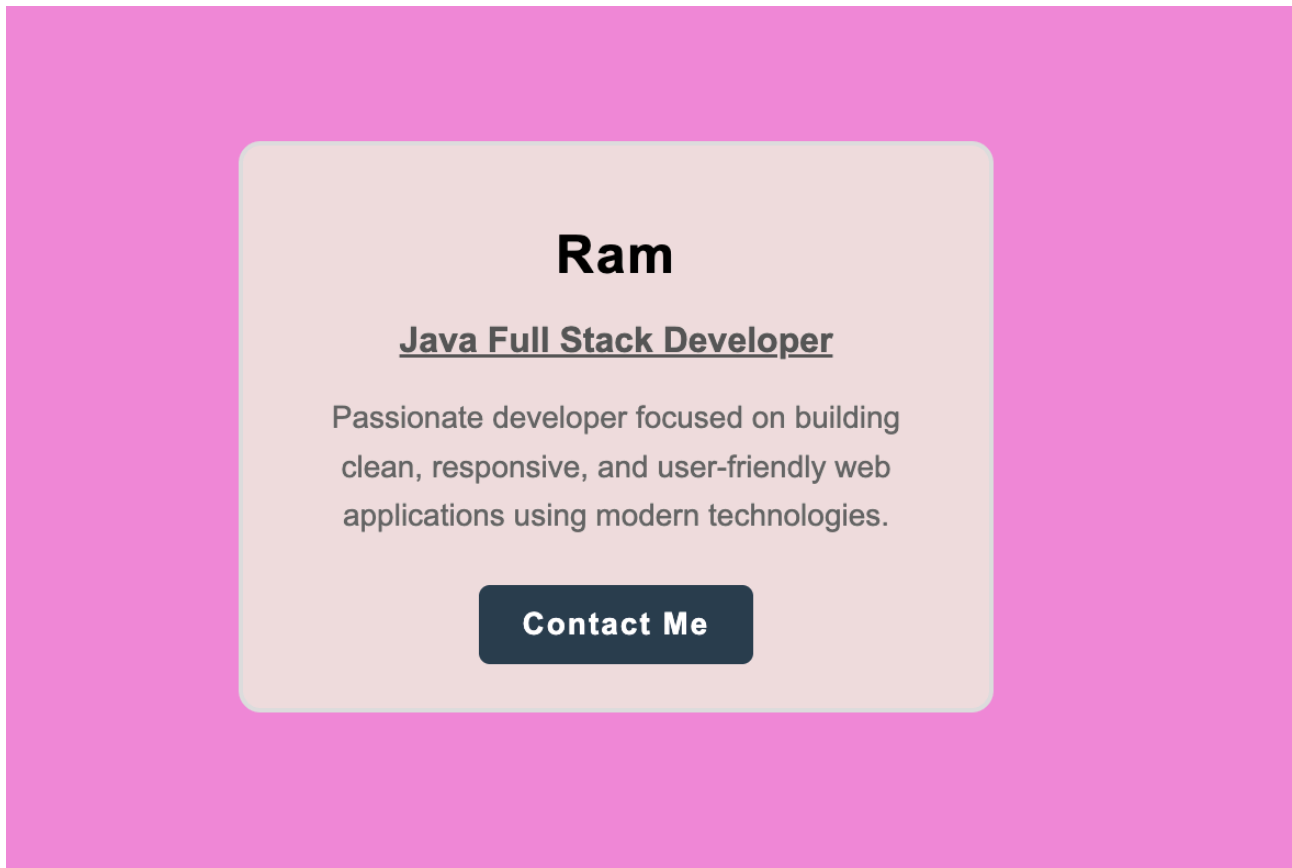 Ram
Java Full Stack Developer
Passionate developer focused on building
clean, responsive, and user-friendly web
applications using modern technologies.
Contact Me